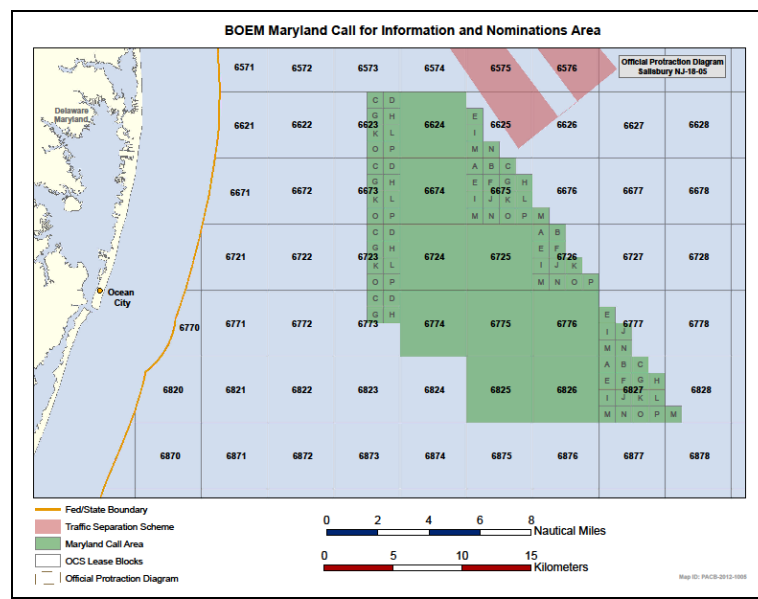 BOEM Maryland Call for Information and Nominations Area
6571 6572 6573 6574 6575 6576
Official Protraction Diagram
Salisbury NJ-18-05
Delaware
Maryland
C D
G H
6621 6622 6623 6624 E 6625 6626 6627 6628
K L I
O P M N
C D A B C
G H E F G H
6671 6672 6673 6674 6675 6676 6677 6678
K L I J K L
O P M N O P M
C D A B
G H E F
6721 6722 6723 6724 6725 6726 6727 6728
K L I J K
O P M N O P
Ocean
City
C D
G H E
6770 6771 6772 6773 6774 6775 6776 6777 6778
I J
M N
A B C
E F G H
6820 6821 6822 6823 6824 6825 6826 6827 6828
I J K L
M N O P M
6870 6871 6872 6873 6874 6875 6876 6877 6878
Fed/State Boundary
Traffic Separation Scheme
Maryland Call Area
OCS Lease Blocks
Official Protraction Diagram
0 2 4 6 8
Nautical Miles
0 5 10 15
Kilometers
Map ID: PACS-2012-1008